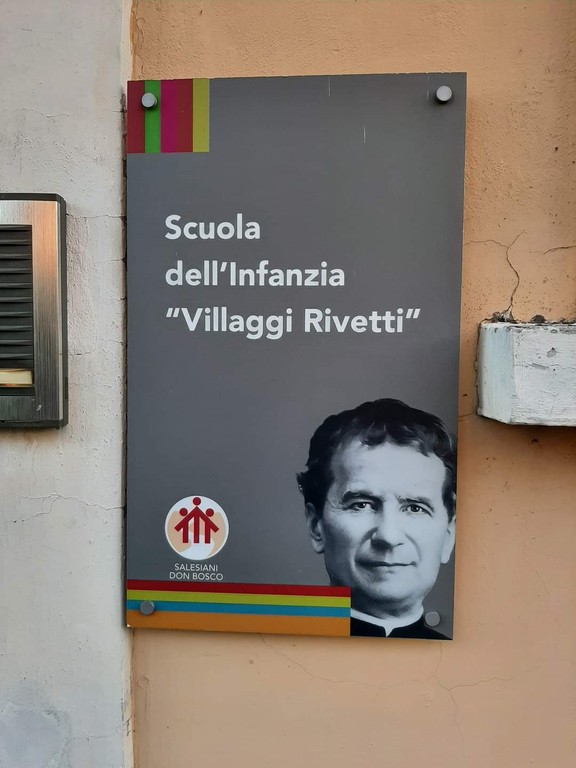 Scuola
dell'Infanzia
"Villaggi Rivetti"
SALESIANI
DON BOSCO